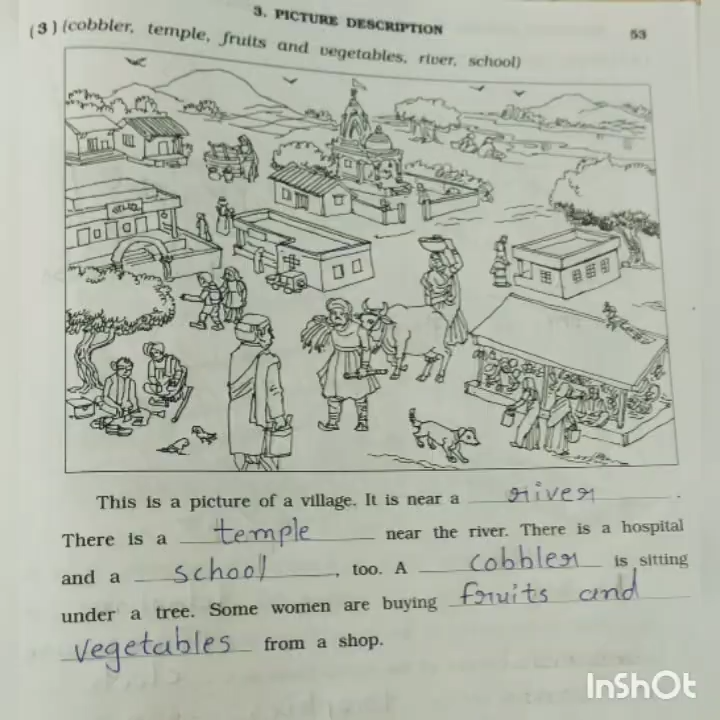 3. PICTURE DESCRIPTION
53
(3) (cobbler, temple, fruits and vegetables, river, school)
This is a picture of a village. It is near a river.
There is a temple near the river. There is a hospital
and a school, too. A cobbler is sitting
under a tree. Some women are buying fruits and
vegetables from a shop.
InShOt